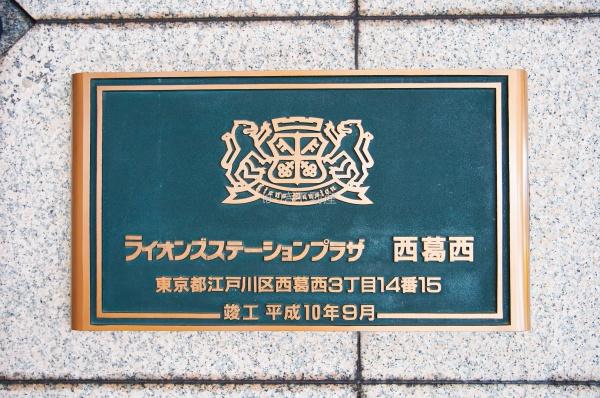 Lions Mansion
ライオンズステーションプラザ 西葛西
東京都江戸川区西葛西3丁目14番15
竣工 平成10年9月